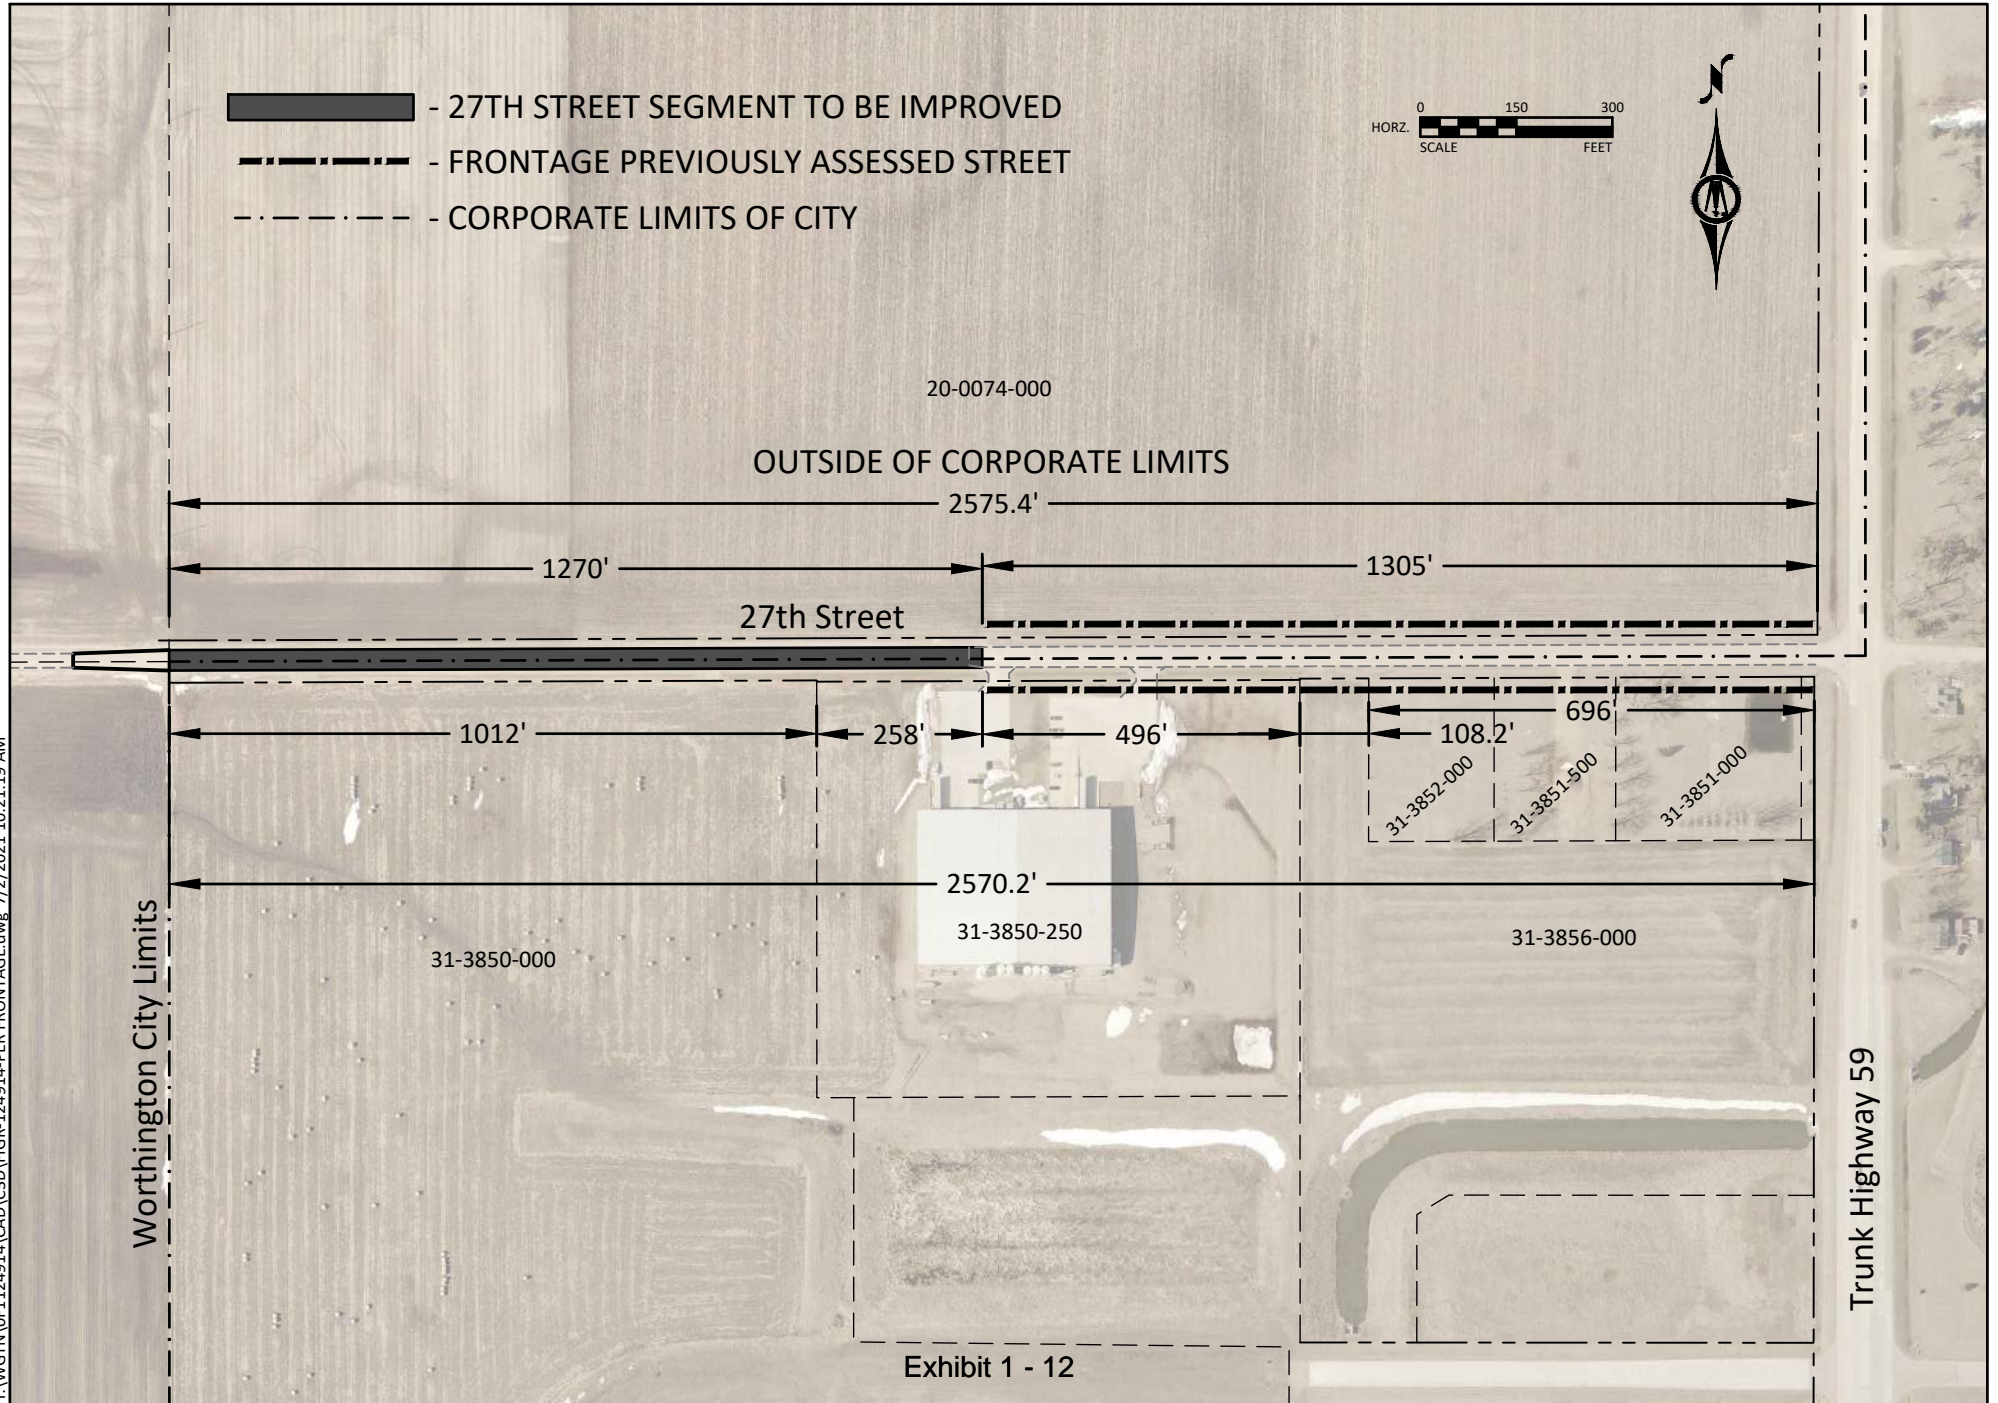 - 27TH STREET SEGMENT TO BE IMPROVED
- FRONTAGE PREVIOUSLY ASSESSED STREET
- CORPORATE LIMITS OF CITY
0 150 300
HORZ.
SCALE FEET
N
20-0074-000
OUTSIDE OF CORPORATE LIMITS
2575.4'
1270'
1305'
27th Street
696'
1012'
258'
496'
108.2'
31-3852-000
31-3851-500
31-3851-000
2570.2'
31-3850-250
31-3850-000
31-3856-000
Worthington City Limits
Trunk Highway 59
Exhibit 1 - 12